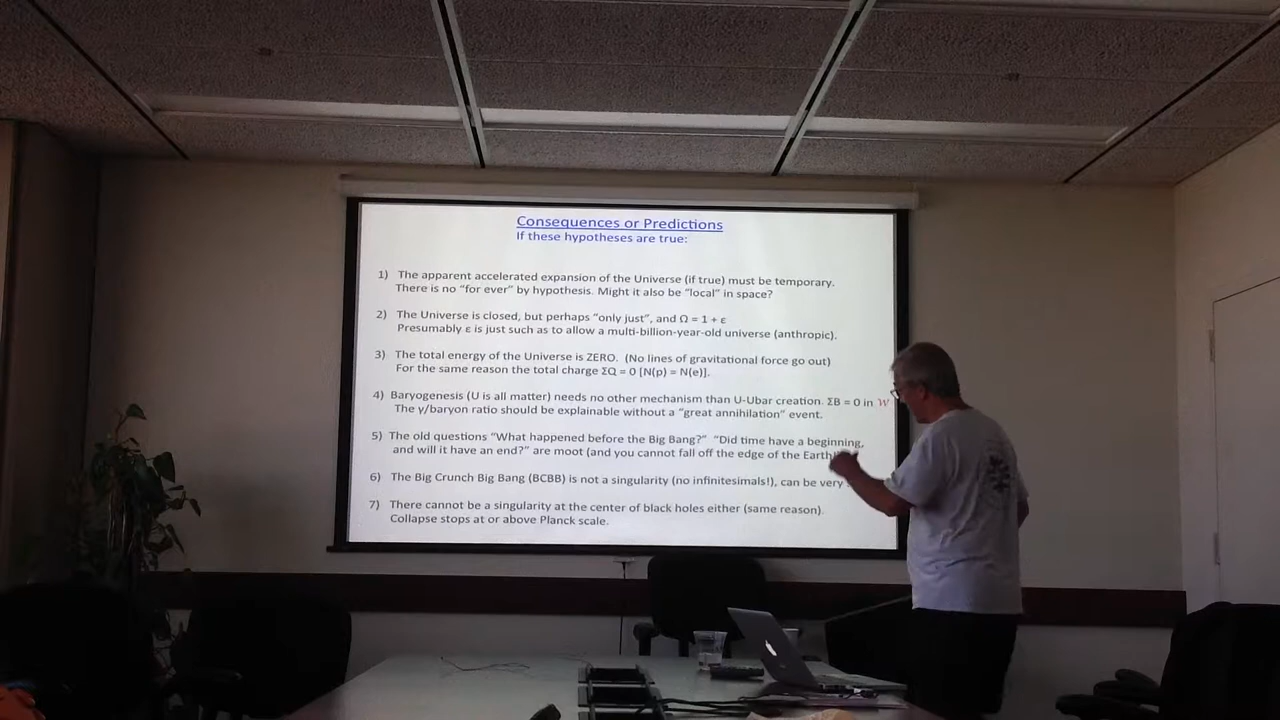 Consequences or Predictions
If these hypotheses are true:
1) The apparent accelerated expansion of the Universe (if true) must be temporary.
There is no “for ever” by hypothesis. Might it also be “local” in space?
2) The Universe is closed, but perhaps “only just”, and Ω = 1 + ε
Presumably ε is just such as to allow a multi-billion-year-old universe (anthropic).
3) The total energy of the Universe is ZERO. (No lines of gravitational force go out)
For the same reason the total charge ΣQ = 0 [N(p) = N(e)].
4) Baryogenesis (U is all matter) needs no other mechanism than U-Ubar creation. ΣB = 0 in W
The γ/baryon ratio should be explainable without a “great annihilation” event.
5) The old questions “What happened before the Big Bang?” “Did time have a beginning,
and will it have an end?” are moot (and you cannot fall off the edge of the Earth
6) The Big Crunch Big Bang (BCBB) is not a singularity (no infinitesimals!), can be very
7) There cannot be a singularity at the center of black holes either (same reason).
Collapse stops at or above Planck scale.